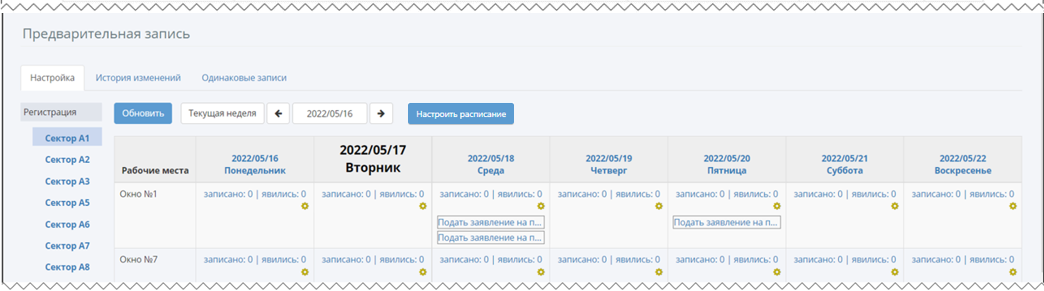 Предварительная запись
Настройка История изменений Одинаковые записи
Регистрация
Сектор А1
Сектор А2
Сектор А3
Сектор А5
Сектор А6
Сектор А7
Сектор А8
Обновить Текущая неделя 2022/05/16 Настроить расписание
Рабочие места 2022/05/16 Понедельник 2022/05/17 Вторник 2022/05/18 Среда 2022/05/19 Четверг 2022/05/20 Пятница 2022/05/21 Суббота 2022/05/22 Воскресенье
Окно №1 записано: 0 | явились: 0 записано: 0 | явились: 0 записано: 0 | явились: 0 записано: 0 | явились: 0 записано: 0 | явились: 0 записано: 0 | явились: 0 записано: 0 | явились: 0
Подать заявление на п... Подать заявление на п...
Подать заявление на п...
Окно №7 записано: 0 | явились: 0 записано: 0 | явились: 0 записано: 0 | явились: 0 записано: 0 | явились: 0 записано: 0 | явились: 0 записано: 0 | явились: 0 записано: 0 | явились: 0